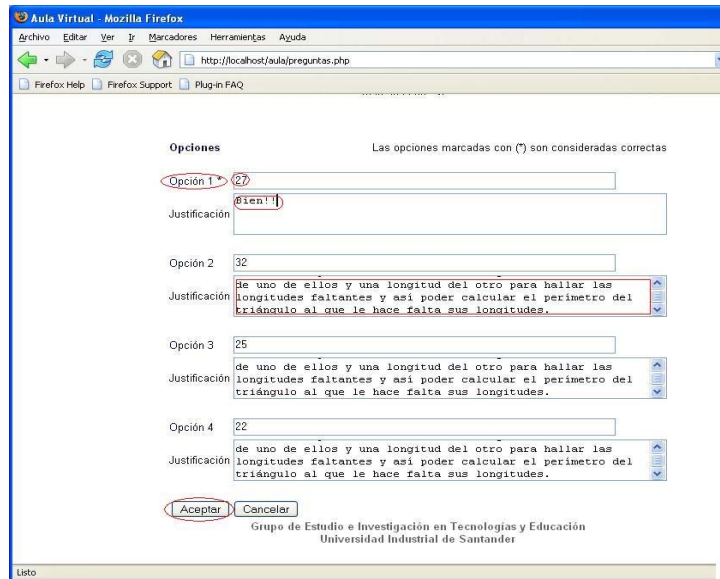 Aula Virtual - Mozilla Firefox
Archivo Editar Ver Ir Marcadores Herramientas Ayuda
http://localhost/aula/preguntas.php
Firefox Help Firefox Support Plug-in FAQ
Opciones Las opciones marcadas con (*) son consideradas correctas
Opción 1 * 27
Justificación Bien!!
Opción 2 32
Justificación
de uno de ellos y una longitud del otro para hallar las
longitudes faltantes y así poder calcular el perímetro del
triángulo al que le hace falta sus longitudes.
Opción 3 25
Justificación
de uno de ellos y una longitud del otro para hallar las
longitudes faltantes y así poder calcular el perímetro del
triángulo al que le hace falta sus longitudes.
Opción 4 22
Justificación
de uno de ellos y una longitud del otro para hallar las
longitudes faltantes y así poder calcular el perímetro del
triángulo al que le hace falta sus longitudes.
Aceptar Cancelar
Grupo de Estudio e Investigación en Tecnologías y Educación
Universidad Industrial de Santander
Listo